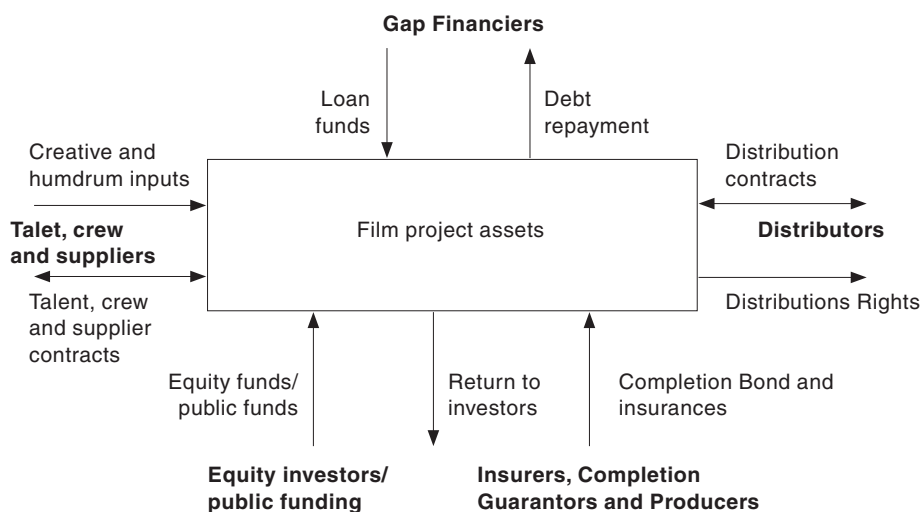 Gap Financiers
Loan
funds
Debt
repayment
Creative and
humdrum inputs
Distribution
contracts
Film project assets
Talet, crew
and suppliers
Distributors
Talent, crew
and supplier
contracts
Distributions Rights
Equity funds/
public funds
Return to
investors
Completion Bond and
insurances
Equity investors/
public funding
Insurers, Completion
Guarantors and Producers